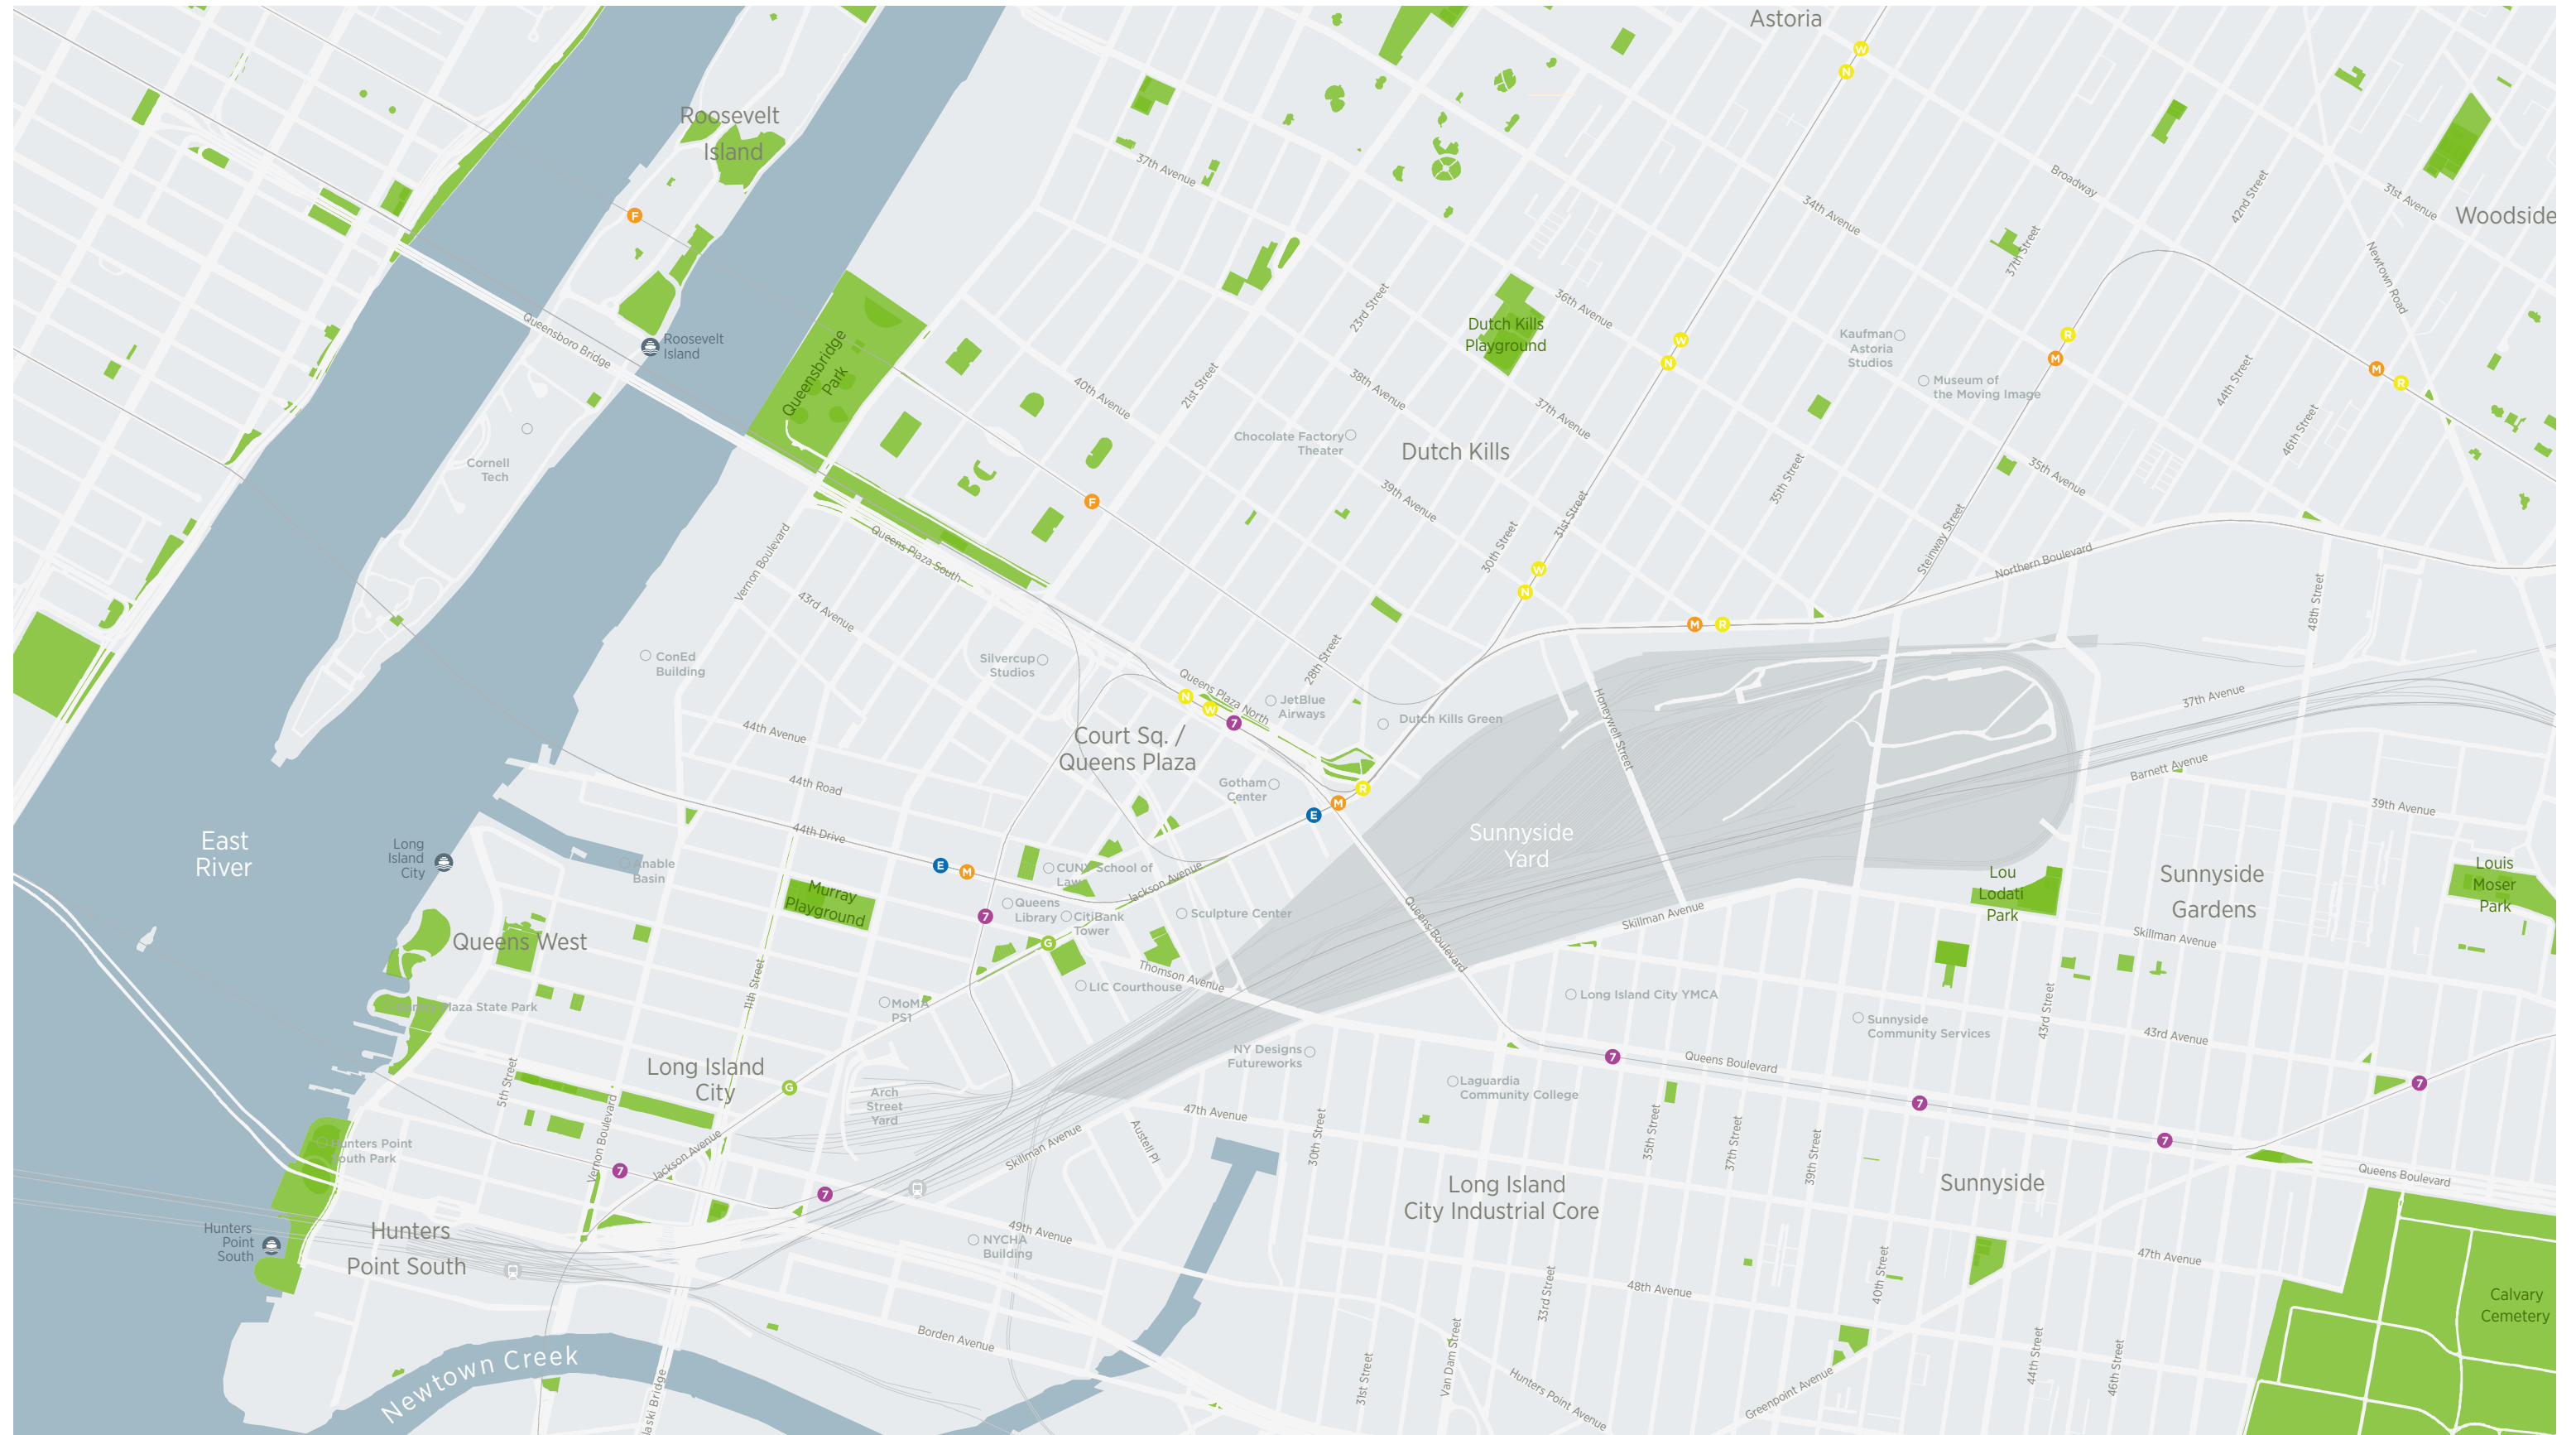 Astoria
W
N
Roosevelt
Island
37th Avenue
Broadway
34th Avenue
42nd Street
31st Avenue
Woodside
F
37th Street
Newtown Road
Queensboro Bridge
Roosevelt
Island
Queensbridge
Park
23rd Street
36th Avenue
Dutch Kills
Playground
W
N
Kaufman
Astoria
Studios
R
M
Museum of
the Moving Image
M
R
44th Street
46th Street
40th Avenue
21st Street
38th Avenue
37th Avenue
Chocolate Factory
Theater
Dutch Kills
Cornell
Tech
39th Avenue
35th Street
35th Avenue
F
30th Street
31st Street
Steinway Street
Northern Boulevard
Vernon Boulevard
Queens Plaza South
43rd Avenue
W
N
48th Street
M
R
ConEd
Building
Silvercup
Studios
28th Street
Queens Plaza North
N
W
7
JetBlue
Airways
Dutch Kills Green
Honeywell Street
37th Avenue
44th Avenue
Court Sq. /
Queens Plaza
Barnett Avenue
44th Road
Gotham
Center
R
M
E
39th Avenue
44th Drive
East
River
Long
Island
City
Anable
Basin
E
M
CUNY School of
Law
Jackson Avenue
Sunnyside
Yard
Lou
Lodati
Park
Sunnyside
Gardens
Louis
Moser
Park
Murray
Playground
7
Queens
Library
CitiBank
Tower
Sculpture Center
Queens Boulevard
Skillman Avenue
Skillman Avenue
Queens West
G
Thomson Avenue
LIC Courthouse
11th Street
Plaza State Park
MoMA
PS1
Long Island City YMCA
Sunnyside
Community Services
43rd Street
43rd Avenue
NY Designs
Futureworks
7
Queens Boulevard
7
5th Street
Long Island
City
G
Arch
Street
Yard
Laguardia
Community College
7
7
47th Avenue
Vernon Boulevard
Jackson Avenue
Skillman Avenue
Austell Pl
30th Street
35th Street
37th Street
39th Street
Hunters Point
South Park
7
7
Queens Boulevard
Long Island
City Industrial Core
Sunnyside
Hunters
Point
South
Hunters
Point South
49th Avenue
NYCHA
Building
47th Avenue
48th Avenue
33rd Street
40th Street
Calvary
Cemetery
Newtown Creek
Borden Avenue
laski Bridge
31st Street
Van Dam Street
Hunters Point Avenue
Greenpoint Avenue
44th Street
46th Street